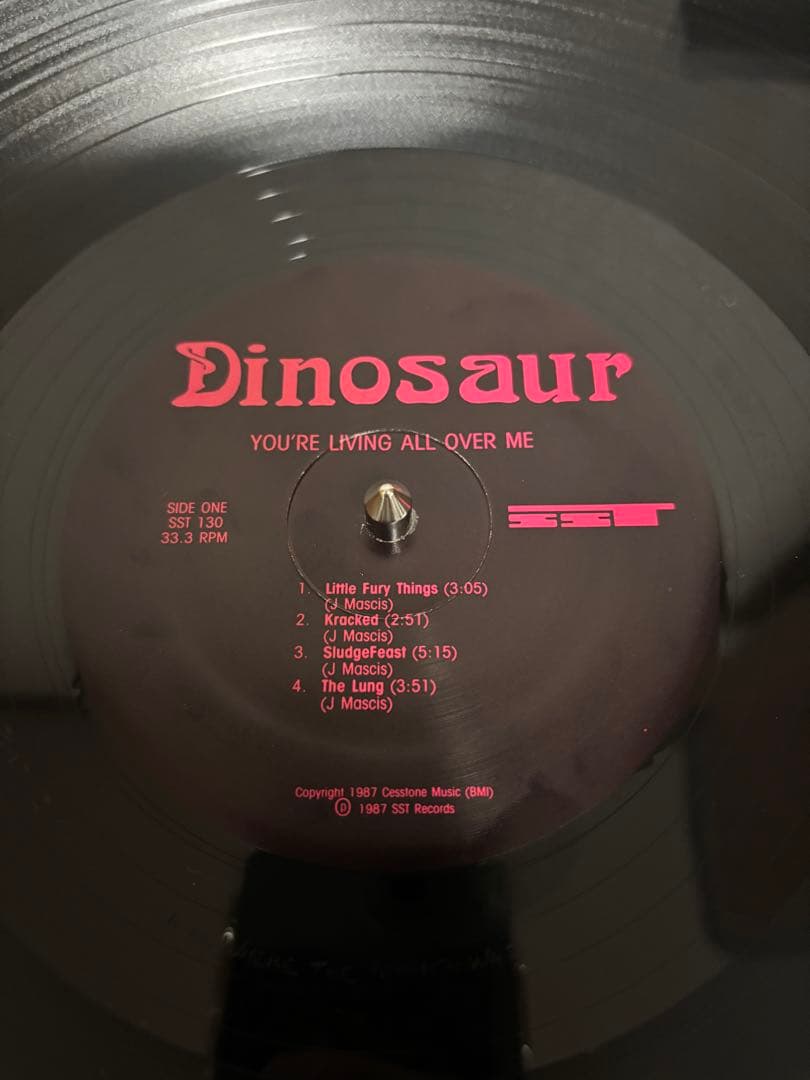 Dinosaur
YOU'RE LIVING ALL OVER ME
SIDE ONE
SST 130
33.3 RPM
SST
1. Little Fury Things (3:05)
(J Mascis)
2. Kracked (2:51)
(J Mascis)
3. SludgeFeast (5:15)
(J Mascis)
4. The Lung (3:51)
(J Mascis)
Copyright 1987 Cesstone Music (BMI)
℗ 1987 SST Records